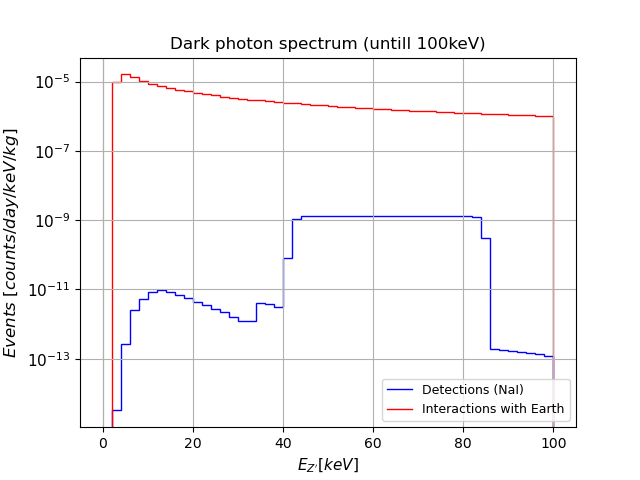 Dark photon spectrum (untill 100keV)
Events [counts/day/keV/kg]
10⁻⁵
10⁻⁷
10⁻⁹
10⁻¹¹
10⁻¹³
Detections (NaI)
Interactions with Earth
0 20 40 60 80 100
E_{Z'}[keV]